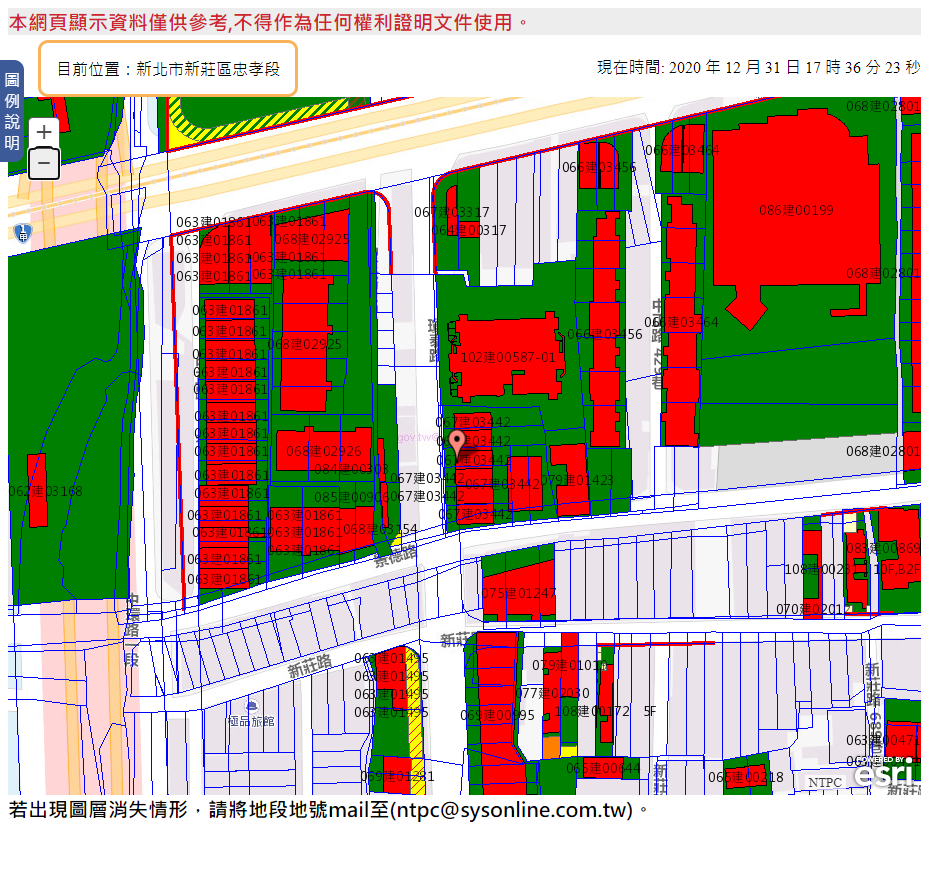 本網頁顯示資料僅供參考,不得作為任何權利證明文件使用。
目前位置：新北市新莊區忠孝段
現在時間: 2020 年 12 月 31 日 17 時 36 分 23 秒
圖例說明
+
−
1甲
068建02801
066建03456
066建03464
086建00199
067建03317
064建00317
063建01861
063建01861
063建01861
068建02925
063建01861
063建01861
063建01861
063建01861
068建02801
063建01861
066建03464
063建01861
066建03456
068建02925
063建01861
102建00587-01
063建01861
063建01861
063建01861
067建03442
063建01861
067建03442
063建01861
068建02926
068建02801
067建03442
084建00303
063建01861
067建03442
067建03442
079建01423
062建03168
063建01861
085建00906
067建03442
063建01861
063建01861
067建03442
063建01861
063建01861
068建03154
083建00869
063建01861
063建01861
景德路
108建00231
10F,B2F
063建01861
075建01247
070建02012
中環路一段
新莊路
新莊路
063建01495
063建01495
063建01495
063建01495
079建01010
077建02030
069建00995
108建00172
5F
極品旅館
新莊路
063建00471
069建01281
065建00644
066建00218
新莊
NTPC
POWERED BY
esri
若出現圖層消失情形，請將地段地號mail至(ntpc@sysonline.com.tw)。